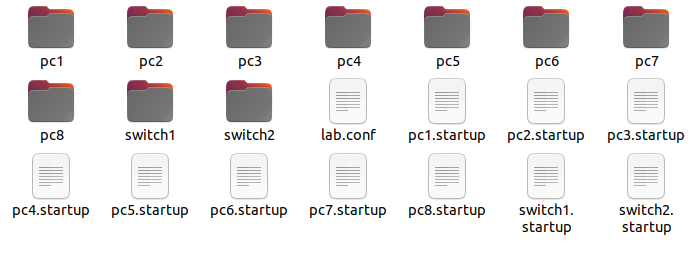 pc1 pc2 pc3 pc4 pc5 pc6 pc7
pc8 switch1 switch2 lab.conf pc1.startup pc2.startup pc3.startup
pc4.startup pc5.startup pc6.startup pc7.startup pc8.startup switch1. switch2.
startup startup